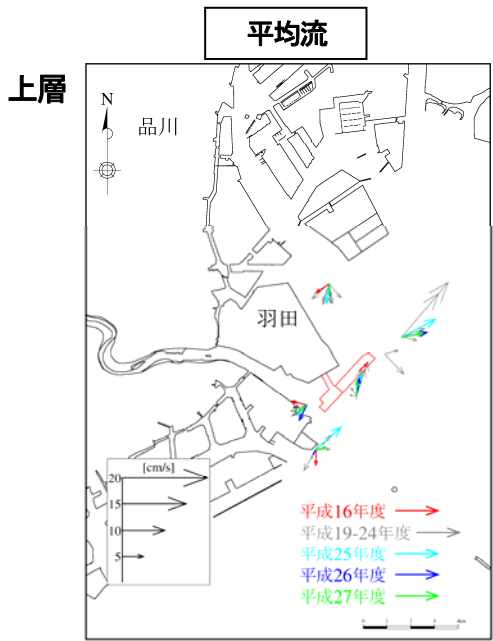 平均流
上層
N
品川
羽田
[cm/s]
20
15
10
5
平成16年度
平成19-24年度
平成25年度
平成26年度
平成27年度